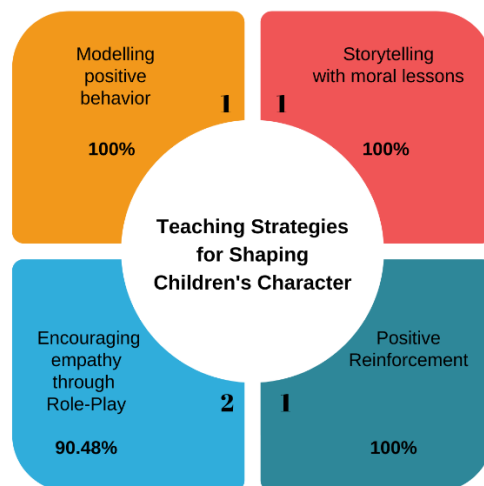 Modelling
positive
behavior
1
100%
Storytelling
with moral lessons
1
100%
Teaching Strategies
for Shaping
Children's Character
Encouraging
empathy
through
Role-Play
2
90.48%
Positive
Reinforcement
1
100%